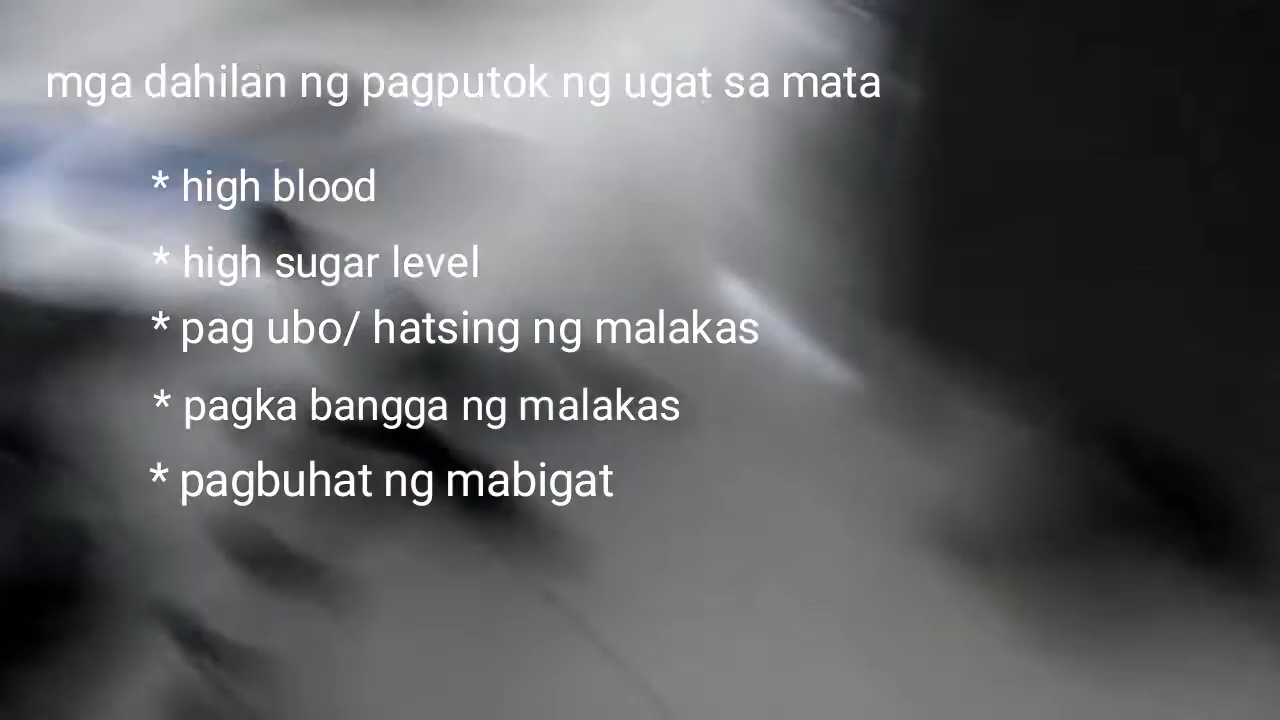 mga dahilan ng pagputok ng ugat sa mata
* high blood
* high sugar level
* pag ubo/ hatsing ng malakas
* pagka bangga ng malakas
* pagbuhat ng mabigat